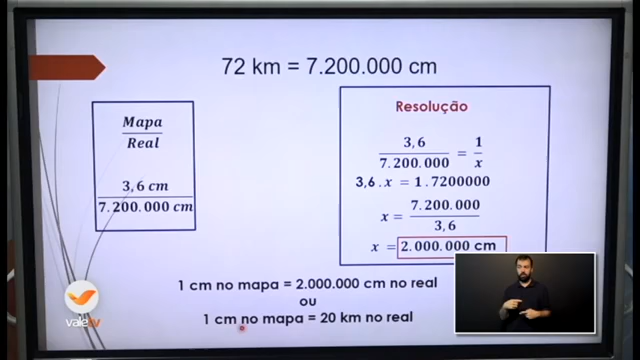 72 km = 7.200.000 cm
Mapa
Real
3,6 cm
7.200.000 cm
Resolução
3,6
7.200.000
=
1
x
3,6 . x = 1 . 7200000
x =
7.200.000
3,6
x = 2.000.000 cm
1 cm no mapa = 2.000.000 cm no real
ou
1 cm no mapa = 20 km no real
vale.tv